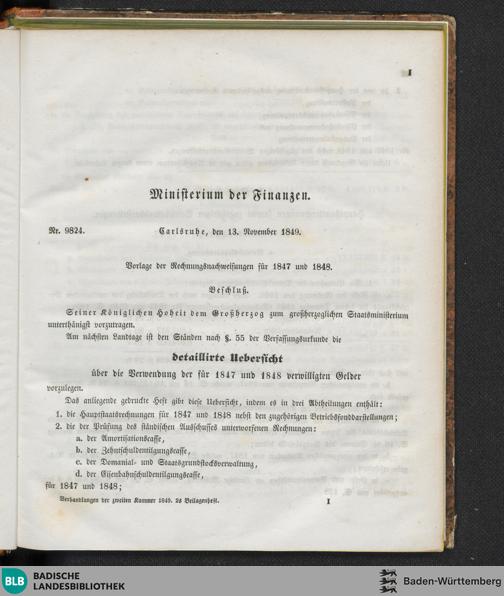 I
Ministerium der Finanzen.
Nr. 9824. Carlsruhe, den 13. November 1849.
Vorlage der Rechnungsnachweisungen für 1847 und 1848.
Beschluß.
Seiner Königlichen Hoheit dem Großherzog zum großherzoglichen Staatsministerium
unterthänigst vorzutragen.
Am nächsten Landtage ist den Ständen nach §. 55 der Verfassungsurkunde die
detaillirte Uebersicht
über die Verwendung der für 1847 und 1848 verwilligten Gelder
vorzulegen.
Das anliegende gedruckte Heft gibt diese Uebersicht, indem es in drei Abtheilungen enthält:
1. die Hauptstaatsrechnungen für 1847 und 1848 nebst den zugehörigen Betriebsfonddarstellungen;
2. die der Prüfung des ständischen Ausschusses unterworfenen Rechnungen:
a. der Amortisationscasse,
b. der Zehntschuldentilgungscasse,
c. der Domanial- und Staatsgrundstocksverwaltung,
d. der Eisenbahnschuldentilgungscasse,
für 1847 und 1848;
Verhandlungen der zweiten Kammer 1849. 2s Beilagenheft. I
BLB BADISCHE
LANDESBIBLIOTHEK
Baden-Württemberg